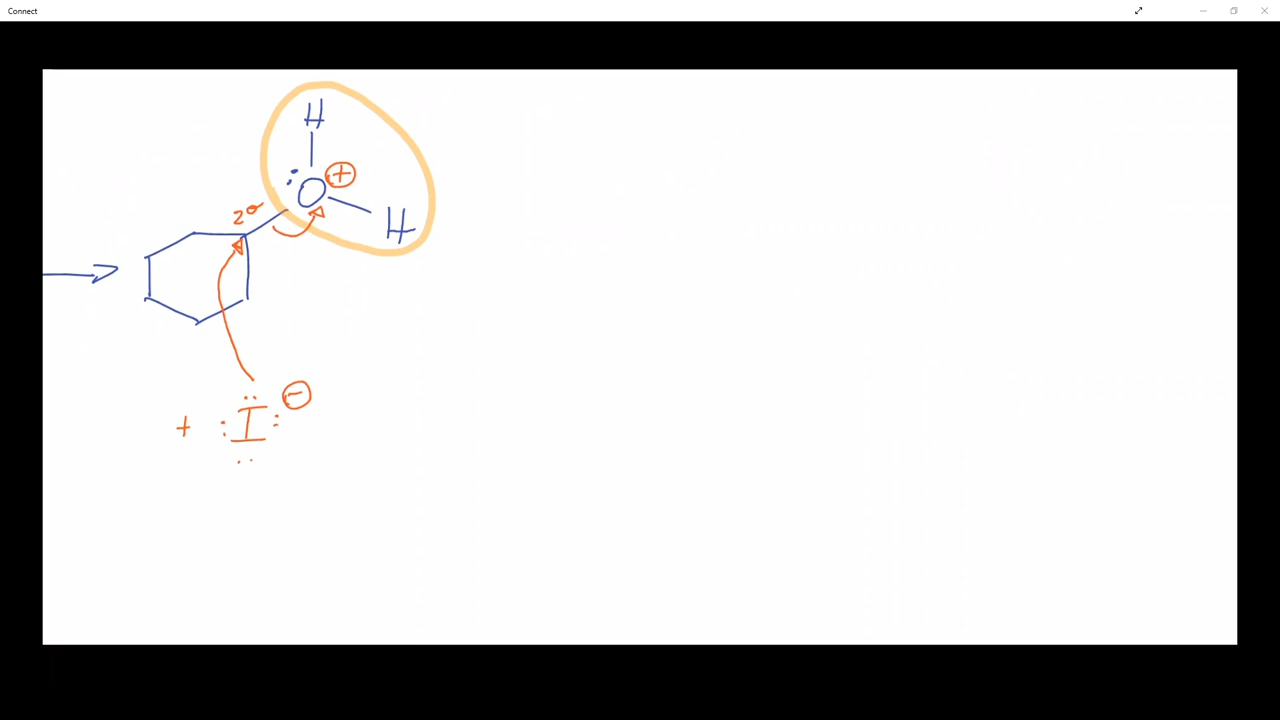 Connect
H
O +
2°
H
+ I −